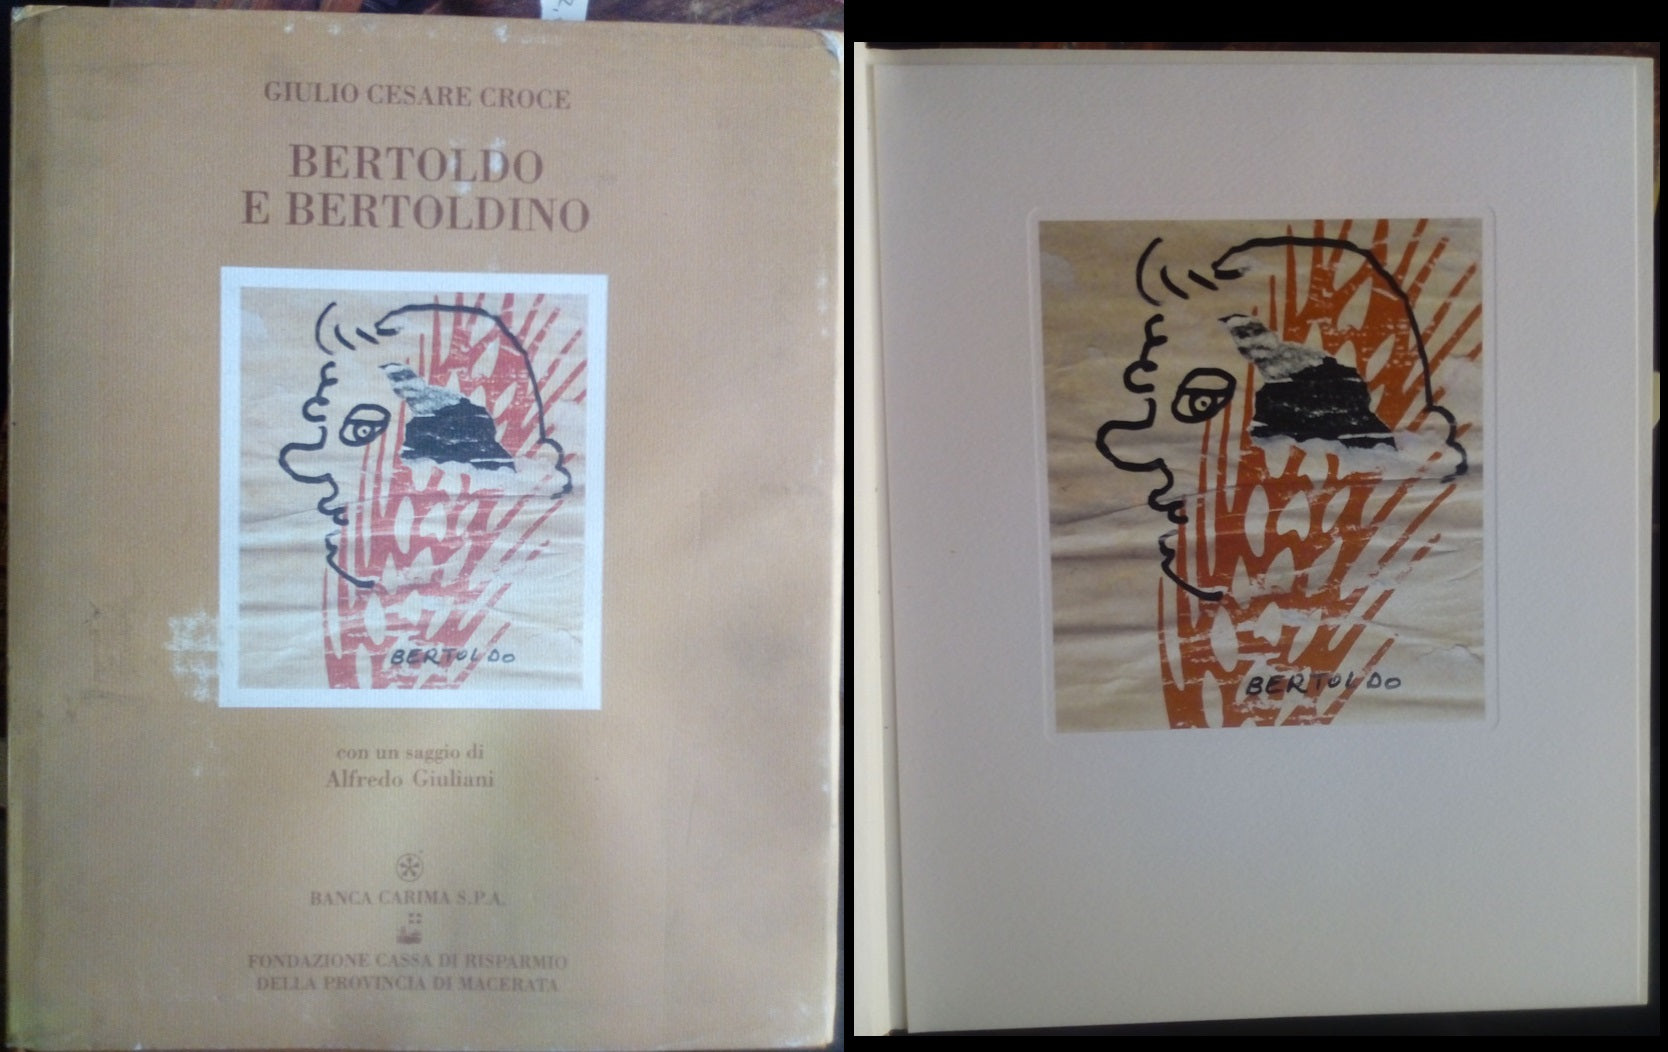 GIULIO CESARE CROCE
BERTOLDO
E BERTOLDINO
BERTOLDO
con un saggio di
Alfredo Giuliani
BANCA CARIMA S.P.A.
FONDAZIONE CASSA DI RISPARMIO
DELLA PROVINCIA DI MACERATA
BERTOLDO